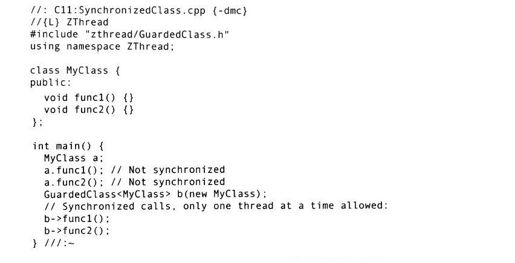 //: C11:SynchronizedClass.cpp {-dmc}
//{L} ZThread
#include "zthread/GuardedClass.h"
using namespace ZThread;

class MyClass {
public:
  void func1() {}
  void func2() {}
};

int main() {
  MyClass a;
  a.func1(); // Not synchronized
  a.func2(); // Not synchronized
  GuardedClass<MyClass> b(new MyClass);
  // Synchronized calls, only one thread at a time allowed:
  b->func1();
  b->func2();
} ///:~